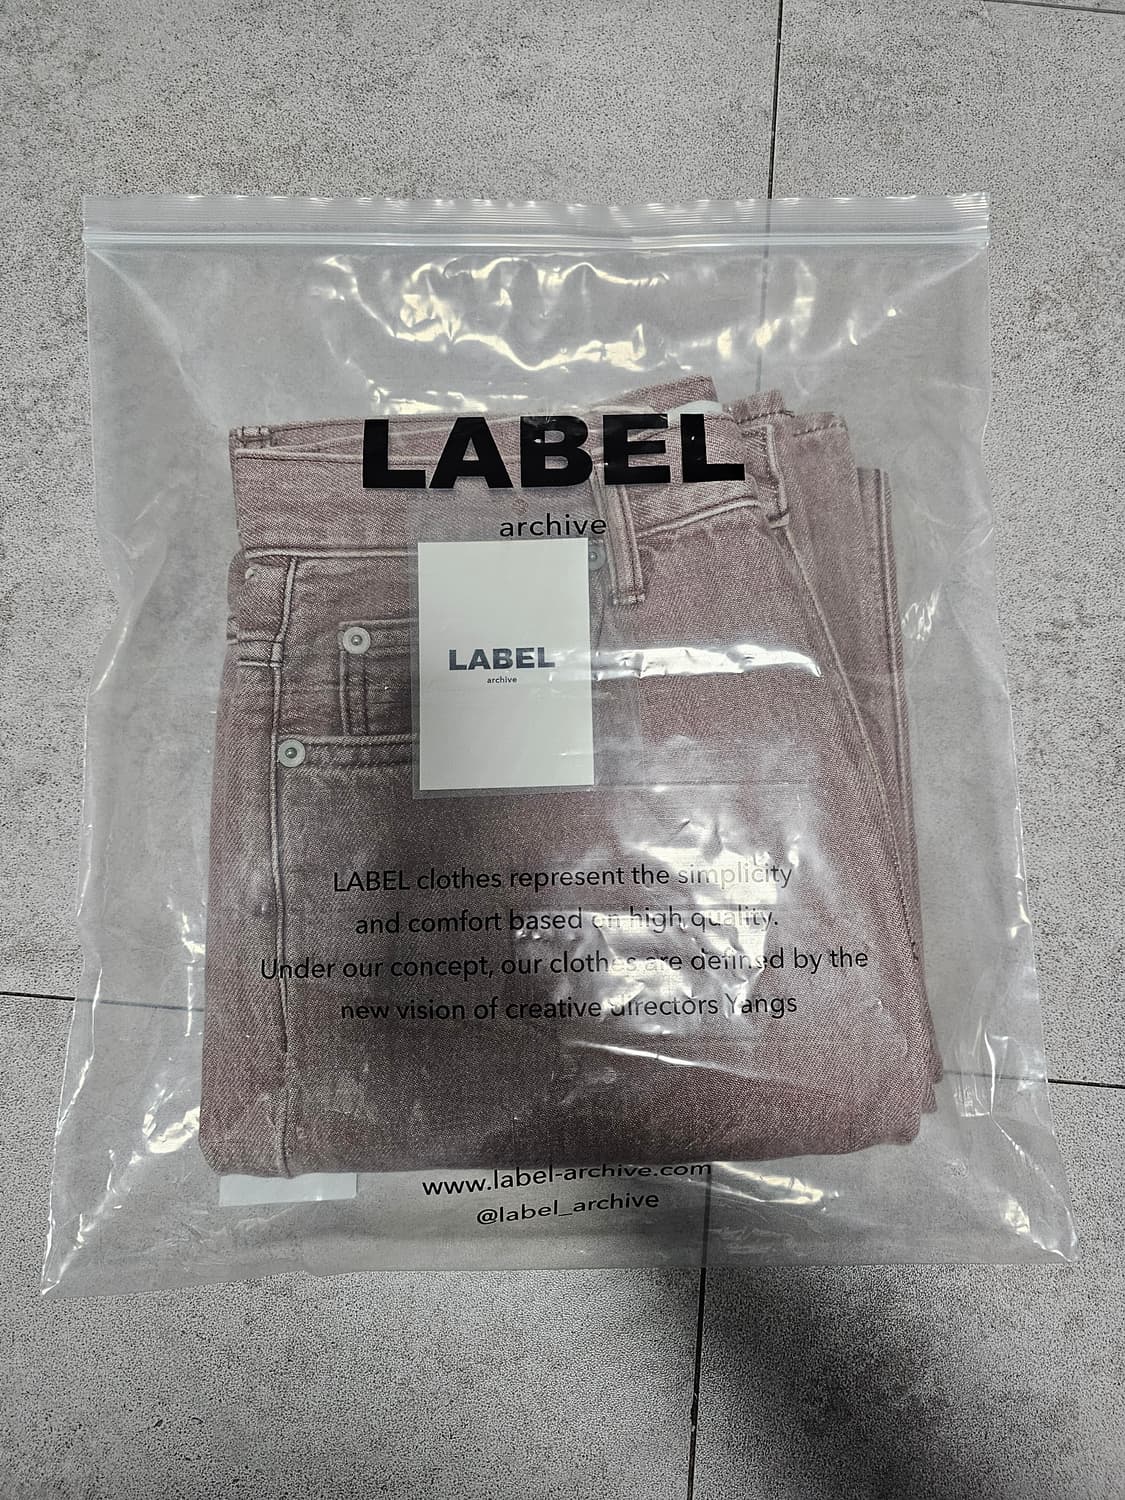 LABEL
archive
LABEL
archive
LABEL clothes represent the simplicity
and comfort based on high quality.
Under our concept, our clothes are defined by the
new vision of creative directors Yangs
www.label-archive.com
@label_archive